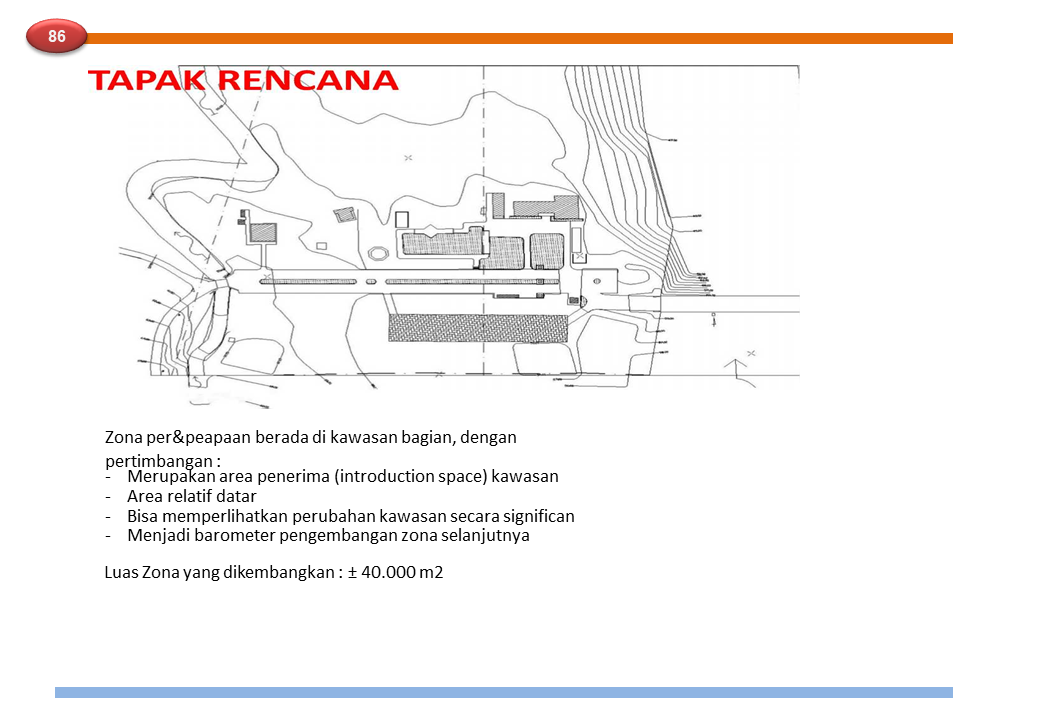 86
TAPAK RENCANA
Zona per&peapaan berada di kawasan bagian, dengan
pertimbangan :
- Merupakan area penerima (introduction space) kawasan
- Area relatif datar
- Bisa memperlihatkan perubahan kawasan secara significan
- Menjadi barometer pengembangan zona selanjutnya
Luas Zona yang dikembangkan : ± 40.000 m2